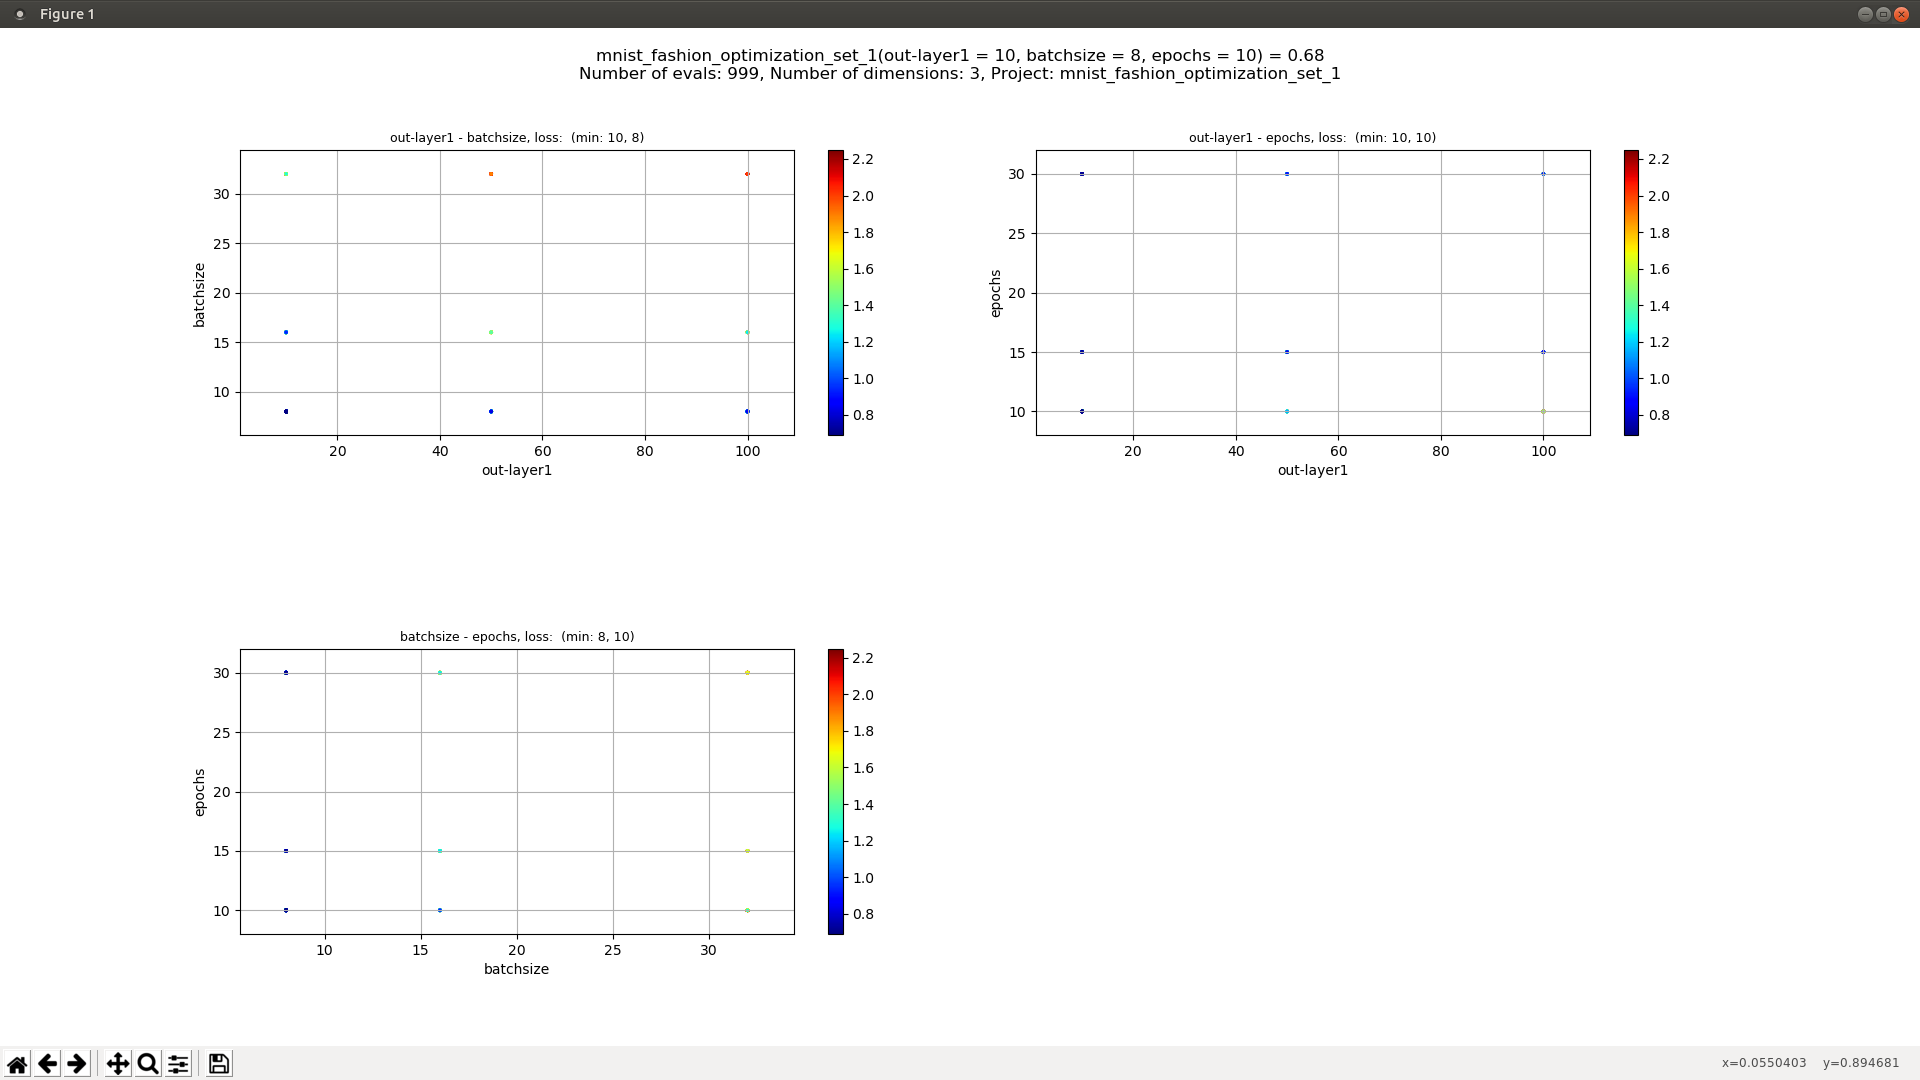 Figure 1
mnist_fashion_optimization_set_1(out-layer1 = 10, batchsize = 8, epochs = 10) = 0.68
Number of evals: 999, Number of dimensions: 3, Project: mnist_fashion_optimization_set_1
out-layer1 - batchsize, loss:  (min: 10, 8)
30
25
20
15
10
batchsize
20 40 60 80 100
out-layer1
2.2
2.0
1.8
1.6
1.4
1.2
1.0
0.8
out-layer1 - epochs, loss:  (min: 10, 10)
30
25
20
15
10
epochs
20 40 60 80 100
out-layer1
2.2
2.0
1.8
1.6
1.4
1.2
1.0
0.8
batchsize - epochs, loss:  (min: 8, 10)
30
25
20
15
10
epochs
10 15 20 25 30
batchsize
2.2
2.0
1.8
1.6
1.4
1.2
1.0
0.8
x=0.0550403 y=0.894681